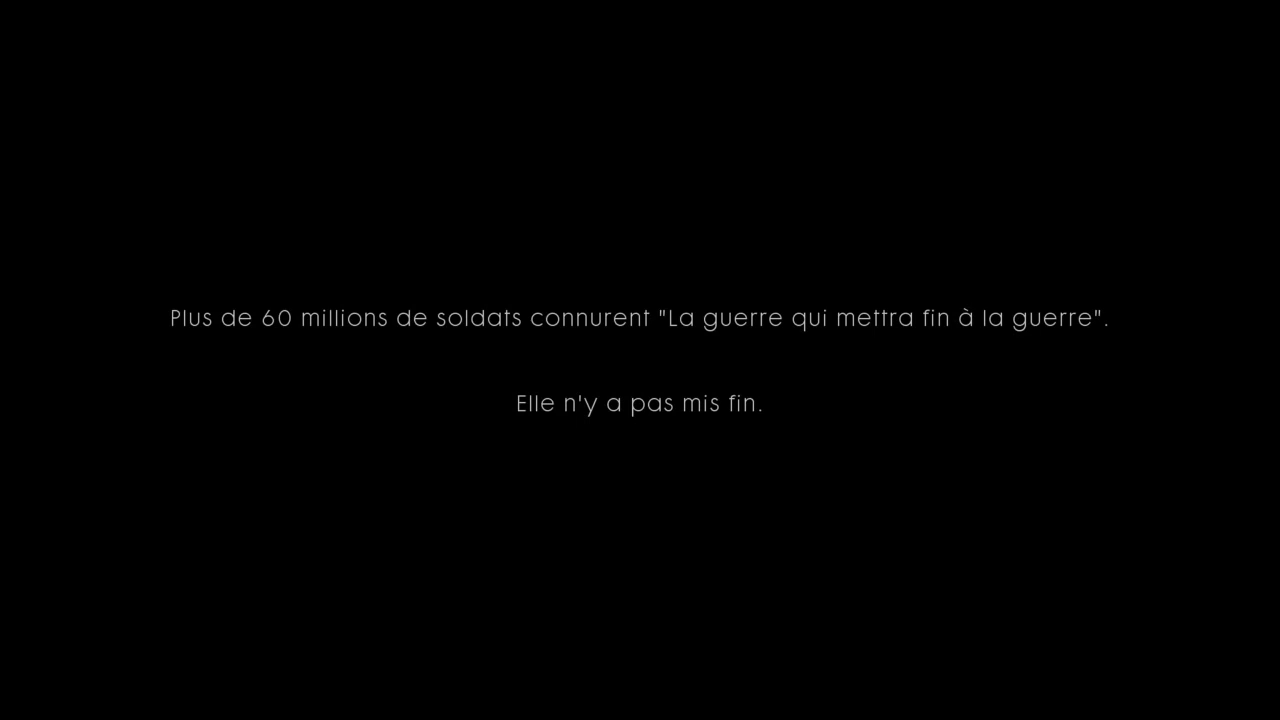 Plus de 60 millions de soldats connurent "La guerre qui mettra fin à la guerre".
Elle n'y a pas mis fin.